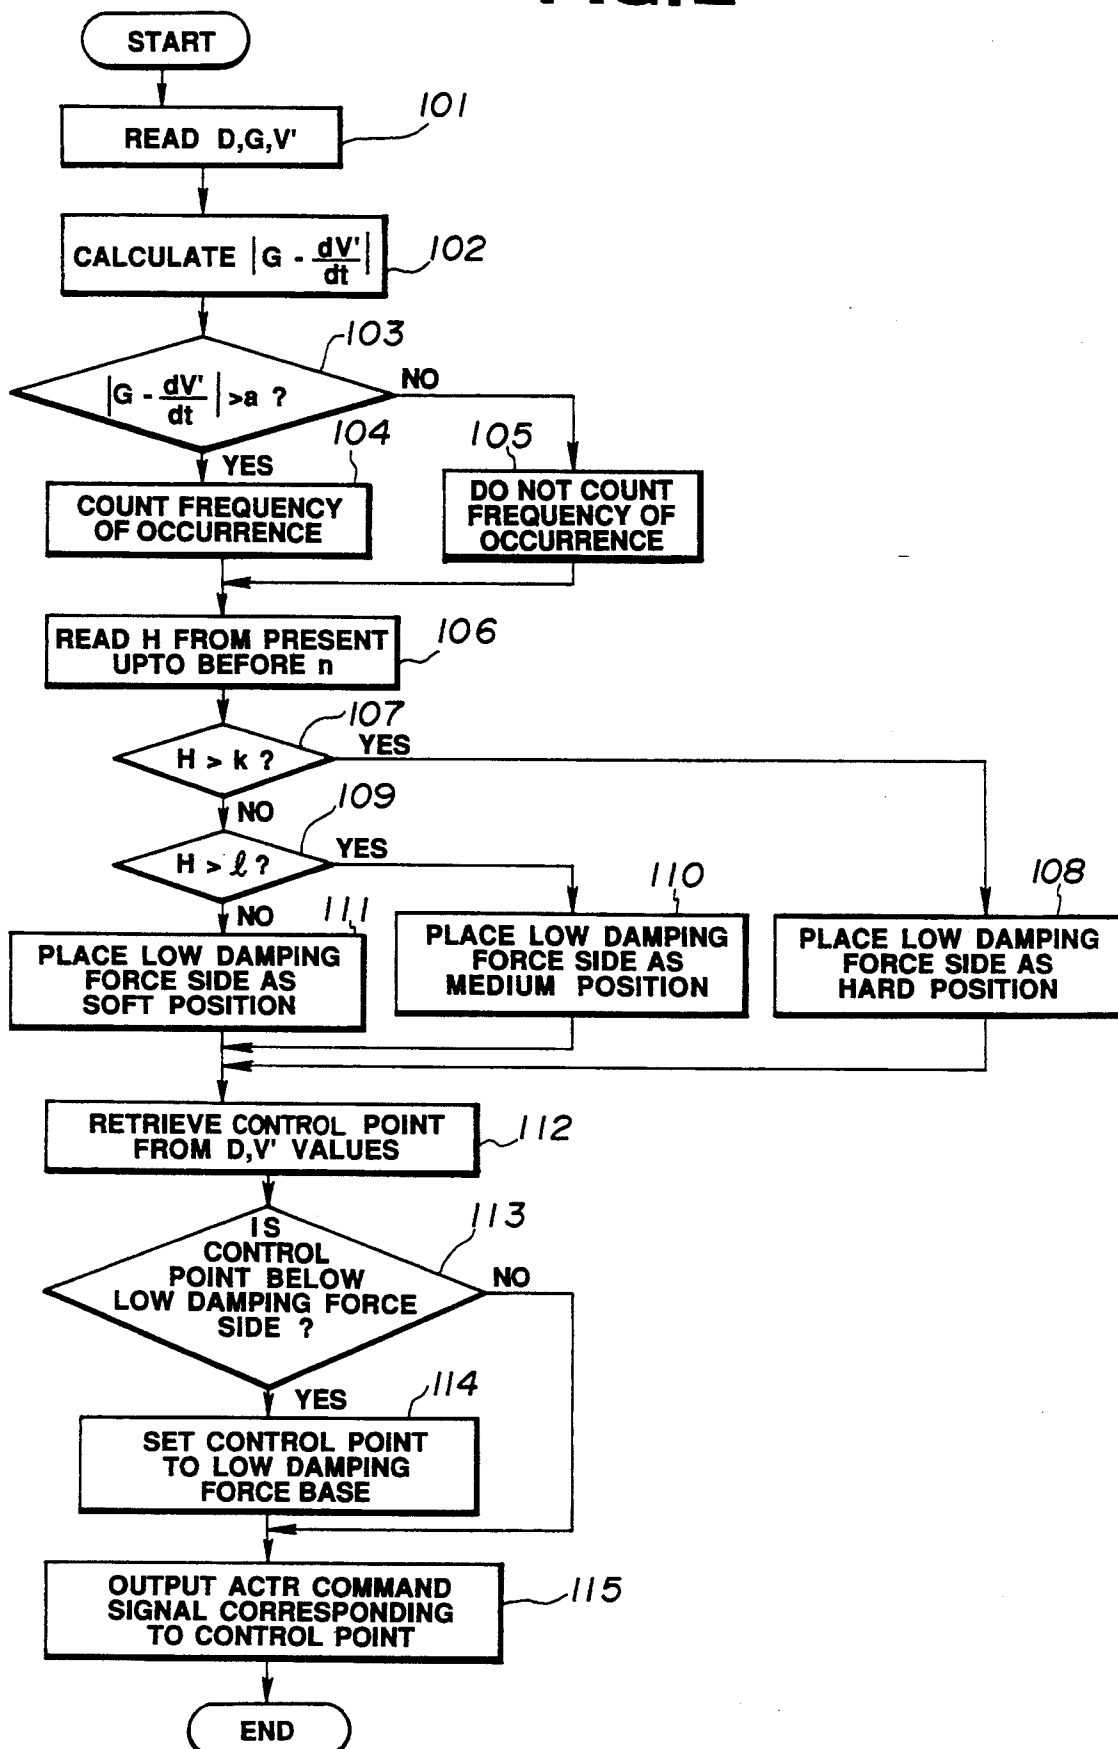 START
READ D,G,V'
101
CALCULATE |G - dV'/dt|
102
103
|G - dV'/dt| >a ?
NO
YES
104
COUNT FREQUENCY
OF OCCURRENCE
105
DO NOT COUNT
FREQUENCY OF
OCCURRENCE
READ H FROM PRESENT
UPTO BEFORE n
106
107
H > k ?
YES
NO
109
H > ℓ ?
YES
NO
111
PLACE LOW DAMPING
FORCE SIDE AS
SOFT POSITION
110
PLACE LOW DAMPING
FORCE SIDE AS
MEDIUM POSITION
108
PLACE LOW DAMPING
FORCE SIDE AS
HARD POSITION
RETRIEVE CONTROL POINT
FROM D,V' VALUES
112
113
IS
CONTROL
POINT BELOW
LOW DAMPING FORCE
SIDE ?
NO
YES
114
SET CONTROL POINT
TO LOW DAMPING
FORCE BASE
OUTPUT ACTR COMMAND
SIGNAL CORRESPONDING
TO CONTROL POINT
115
END